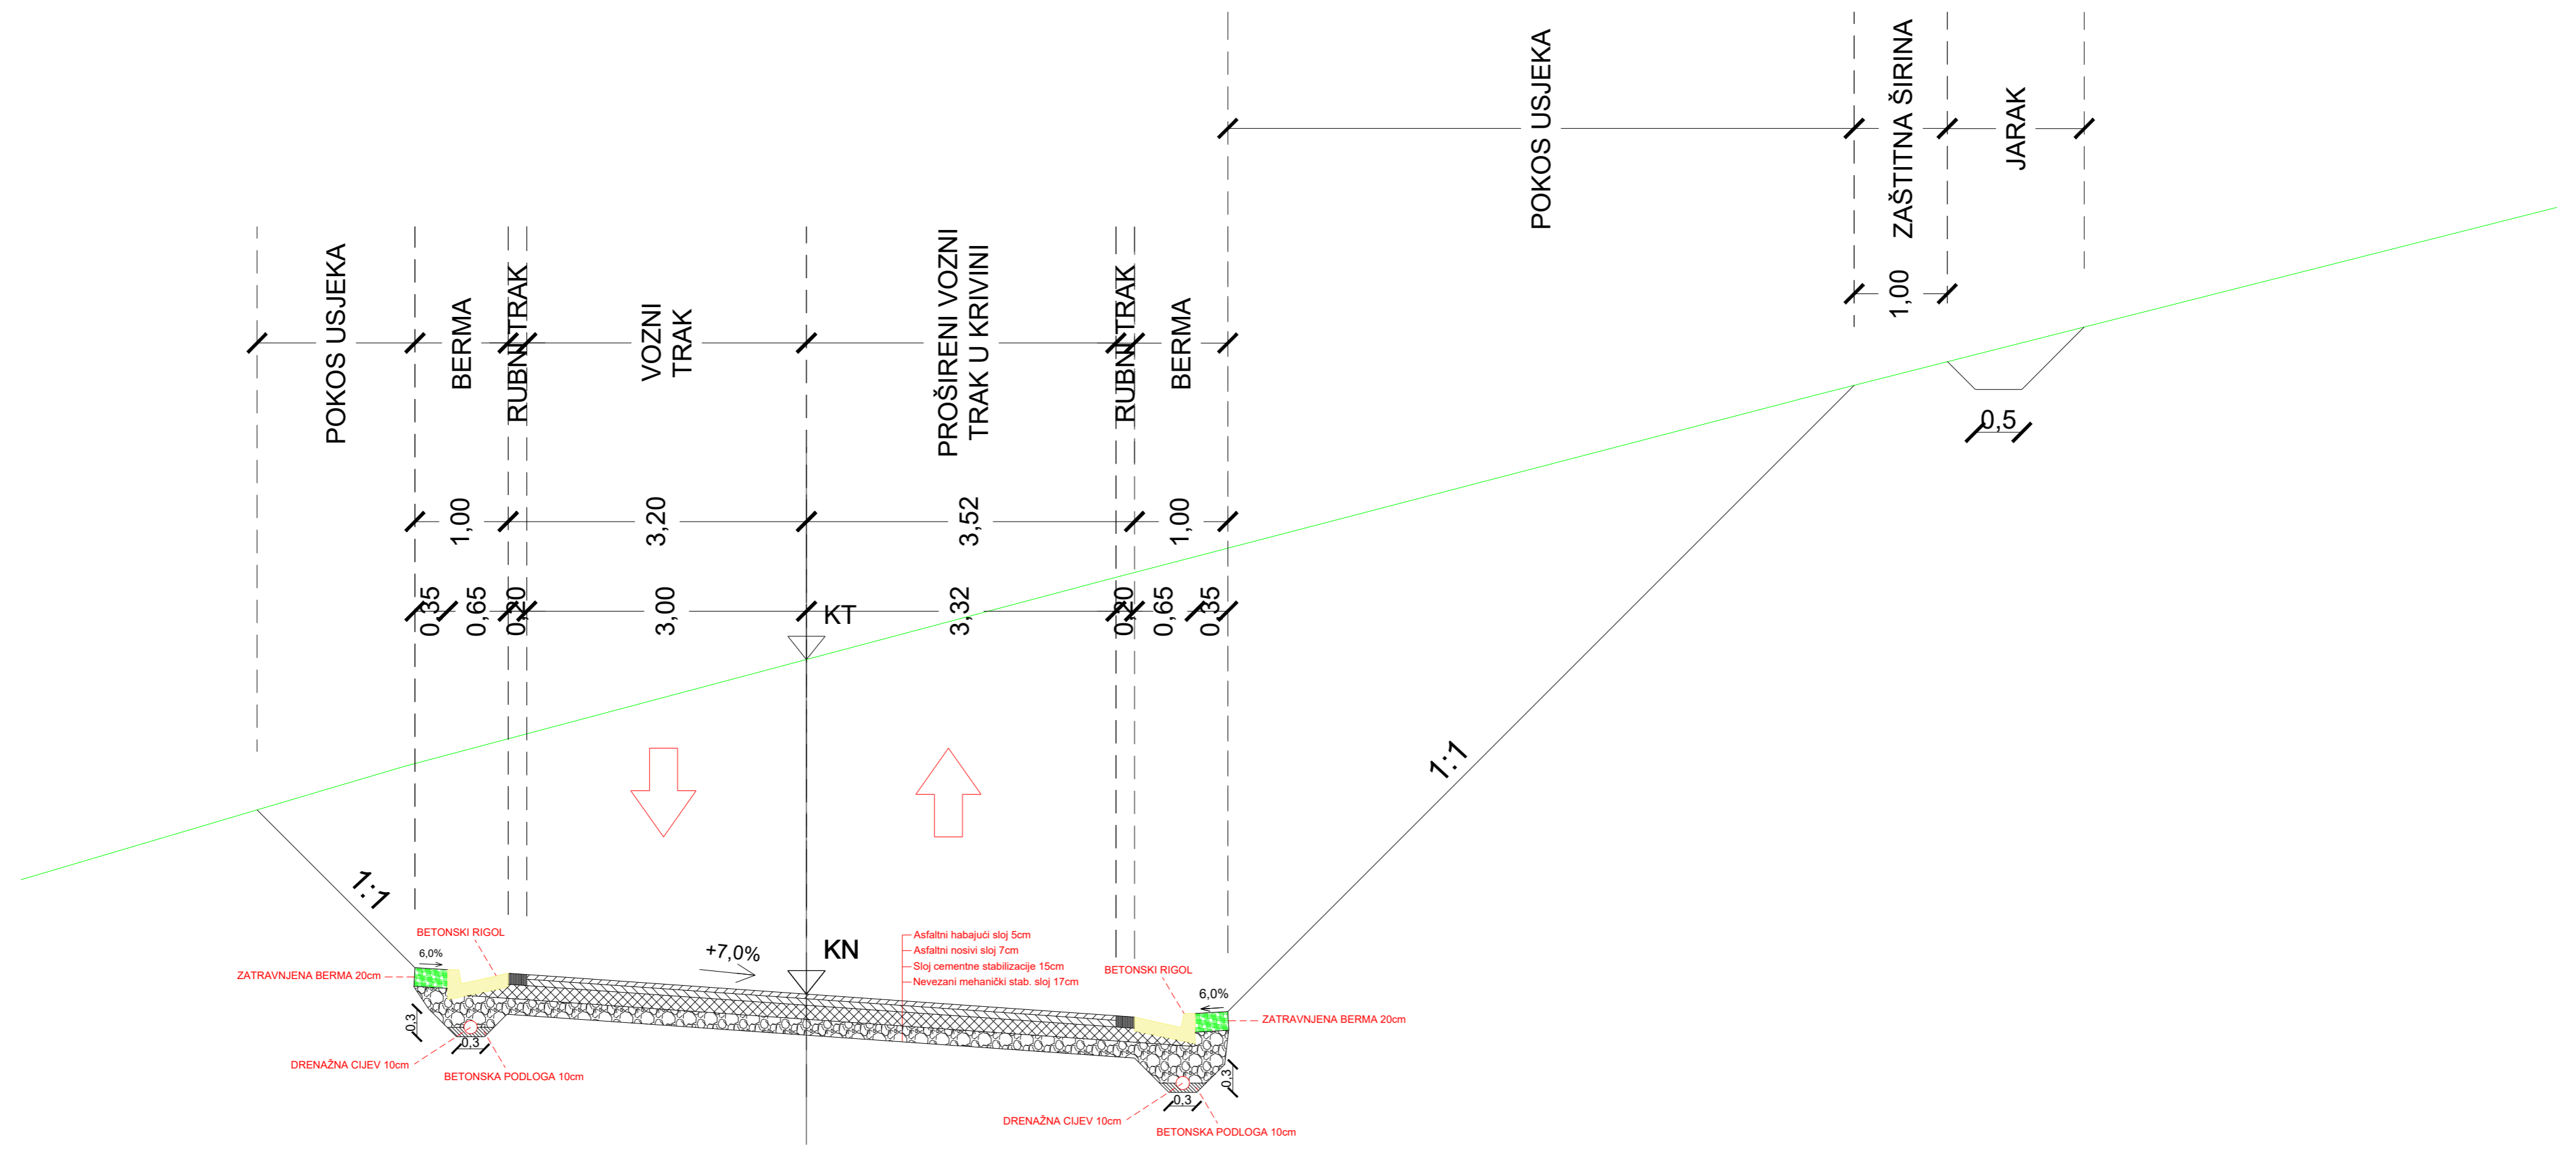 POKOS USJEKA
ZAŠTITNA ŠIRINA
JARAK
1,00
0,5
POKOS USJEKA
BERMA
RUBNI TRAK
VOZNI
TRAK
PROŠIRENI VOZNI
TRAK U KRIVINI
RUBNI TRAK
BERMA
1,00
3,20
3,52
1,00
0,35
0,65
0,20
3,00
3,32
0,20
0,65
0,35
KT
1:1
1:1
KN
+7,0%
BETONSKI RIGOL
6,0%
ZATRAVNJENA BERMA 20cm
0,3
0,3
DRENAŽNA CIJEV 10cm
BETONSKA PODLOGA 10cm
Asfaltni habajući sloj 5cm
Asfaltni nosivi sloj 7cm
Sloj cementne stabilizacije 15cm
Nevezani mehanički stab. sloj 17cm
BETONSKI RIGOL
6,0%
ZATRAVNJENA BERMA 20cm
0,3
0,3
DRENAŽNA CIJEV 10cm
BETONSKA PODLOGA 10cm